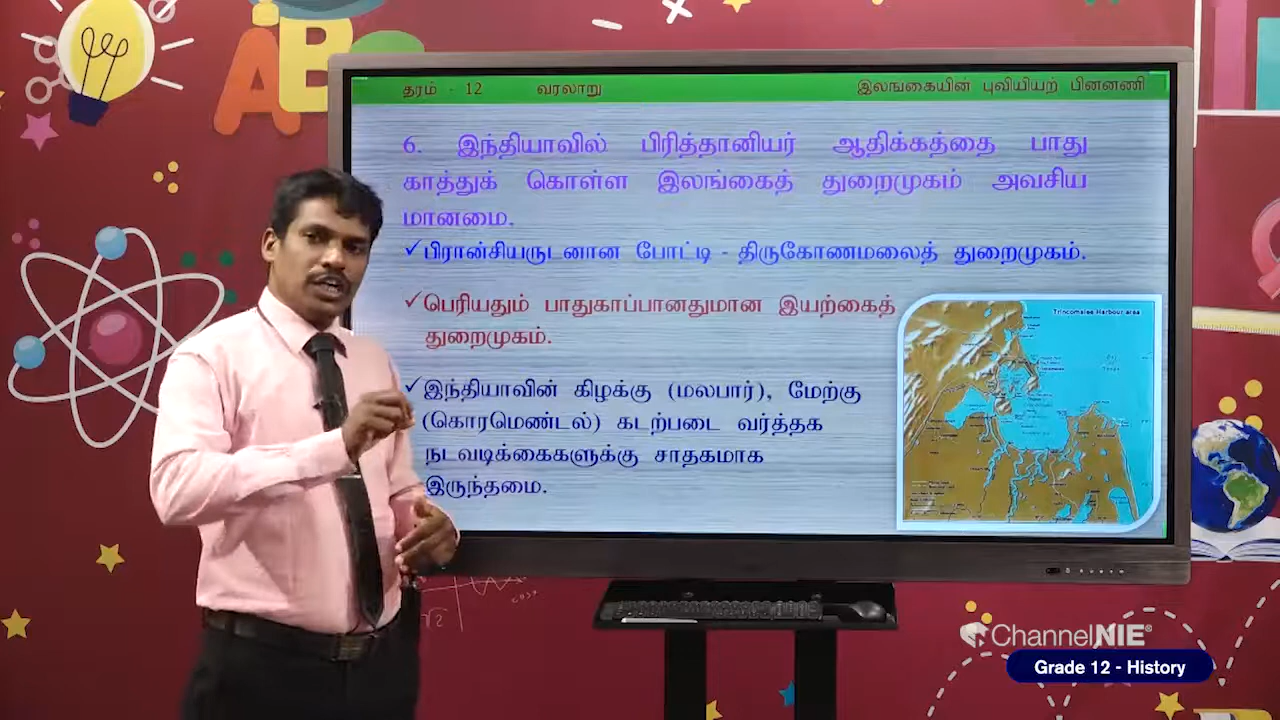 தரம் - 12 வரலாறு இலங்கையின் புவியியற் பின்னணி
6. இந்தியாவில் பிரித்தானியர் ஆதிக்கத்தை பாது
காத்துக் கொள்ள இலங்கைத் துறைமுகம் அவசிய
மானமை.
✓பிரான்சியருடனான போட்டி - திருகோணமலைத் துறைமுகம்.
✓பெரியதும் பாதுகாப்பானதுமான இயற்கைத்
துறைமுகம்.
✓இந்தியாவின் கிழக்கு (மலபார்), மேற்கு
(கொரமெண்டல்) கடற்படை வர்த்தக
நடவடிக்கைகளுக்கு சாதகமாக
இருந்தமை.
Trincomalee Harbour area
ChannelNIE
Grade 12 - History